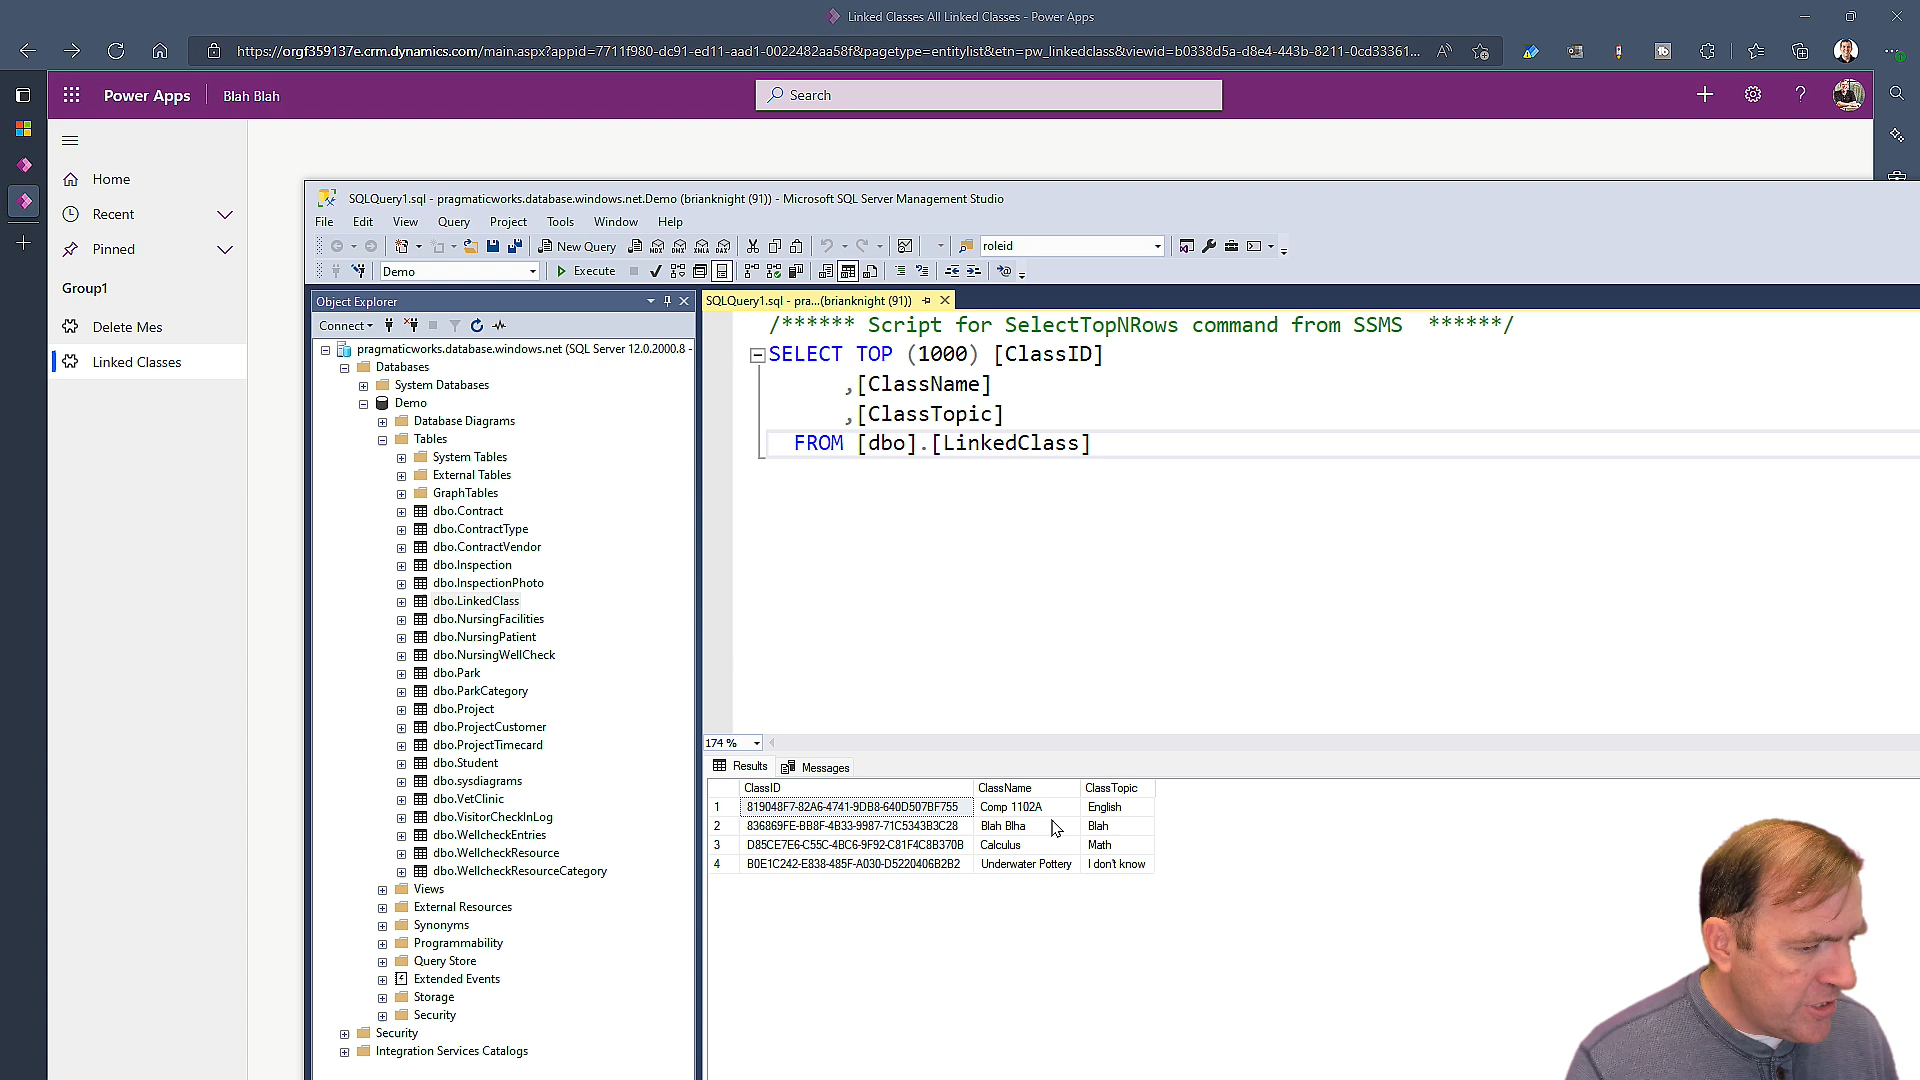 Linked Classes All Linked Classes - Power Apps
https://orgf359137e.crm.dynamics.com/main.aspx?appid=7711f980-dc91-ed11-aad1-0022482aa58f&pagetype=entitylist&etn=pw_linkedclass&viewid=b0338d5a-d8e4-443b-8211-0cd33361...
Power Apps
Blah Blah
Search
Home
Recent
Pinned
Group1
Delete Mes
Linked Classes
SQLQuery1.sql - pragmaticworks.database.windows.net.Demo (brianknight (91)) - Microsoft SQL Server Management Studio
File Edit View Query Project Tools Window Help
New Query
roleid
Demo
Execute
Object Explorer
Connect
pragmaticworks.database.windows.net (SQL Server 12.0.2000.8 -
Databases
System Databases
Demo
Database Diagrams
Tables
System Tables
External Tables
GraphTables
dbo.Contract
dbo.ContractType
dbo.ContractVendor
dbo.Inspection
dbo.InspectionPhoto
dbo.LinkedClass
dbo.NursingFacilities
dbo.NursingPatient
dbo.NursingWellCheck
dbo.Park
dbo.ParkCategory
dbo.Project
dbo.ProjectCustomer
dbo.ProjectTimecard
dbo.Student
dbo.sysdiagrams
dbo.VetClinic
dbo.VisitorCheckInLog
dbo.WellcheckEntries
dbo.WellcheckResource
dbo.WellcheckResourceCategory
Views
External Resources
Synonyms
Programmability
Query Store
Extended Events
Storage
Security
Security
Integration Services Catalogs
SQLQuery1.sql - pra...(brianknight (91))
/****** Script for SelectTopNRows command from SSMS ******/
SELECT TOP (1000) [ClassID]
,[ClassName]
,[ClassTopic]
FROM [dbo].[LinkedClass]
174 %
Results Messages
ClassID ClassName ClassTopic
1 819048F7-82A6-4741-9DB8-640D507BF755 Comp 1102A English
2 836869FE-BB8F-4B33-9987-71C5343B3C28 Blah Blha Blah
3 D85CE7E6-C55C-4BC6-9F92-C81F4C8B370B Calculus Math
4 B0E1C242-E838-485F-A030-D5220406B2B2 Underwater Pottery I don't know